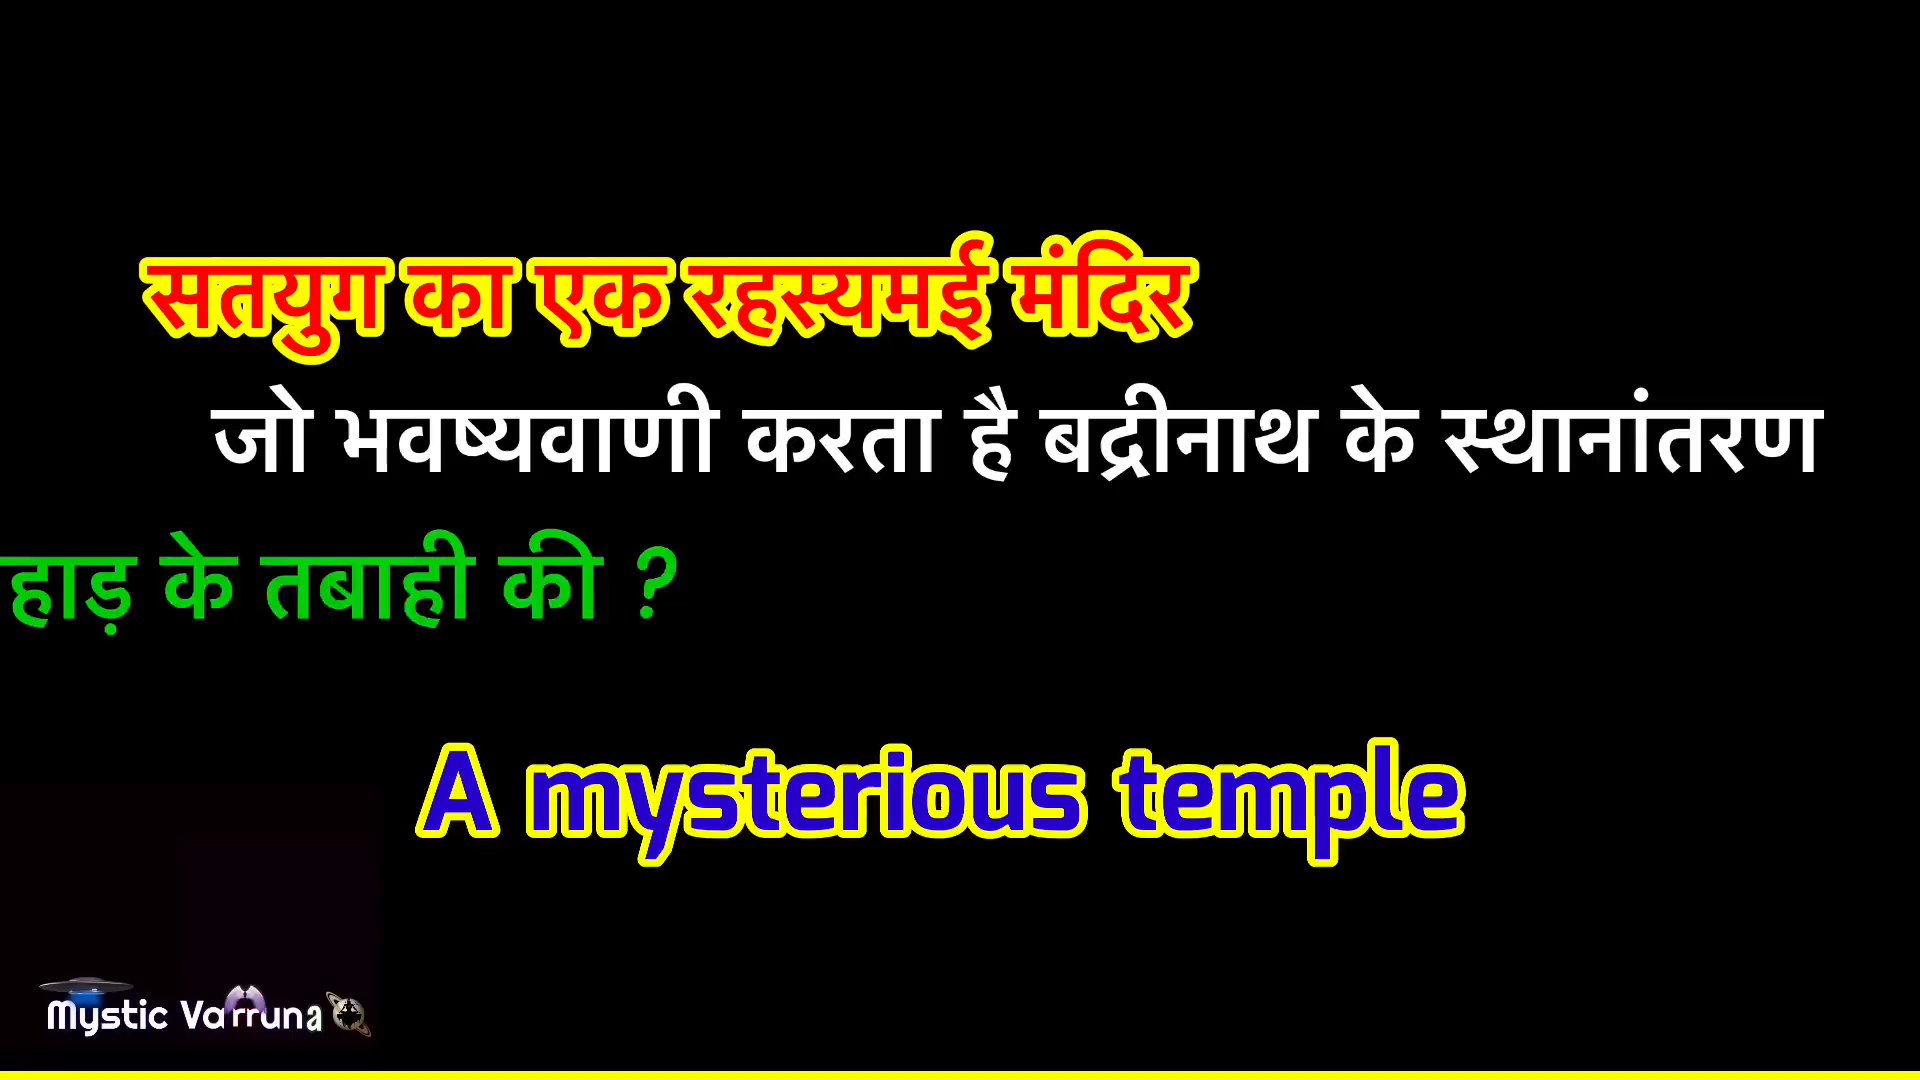 सतयुग का एक रहस्यमई मंदिर
जो भवष्यवाणी करता है बद्रीनाथ के स्थानांतरण
हाड़ के तबाही की ?
A mysterious temple
Mystic Varruna